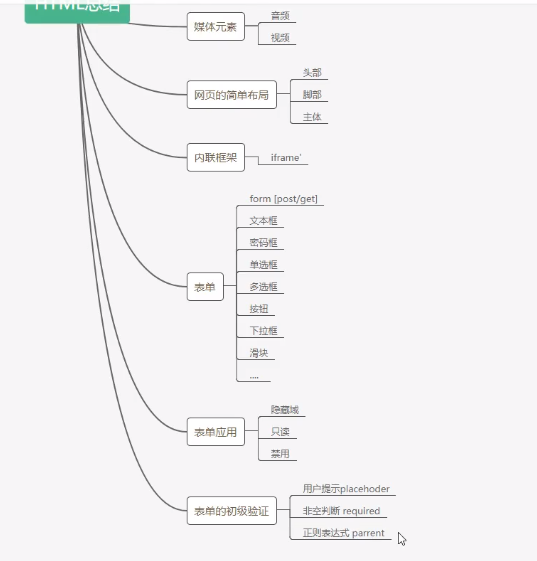 HTML总结
媒体元素
音频
视频
网页的简单布局
头部
脚部
主体
内联框架
iframe`
表单
form [post/get]
文本框
密码框
单选框
多选框
按钮
下拉框
滑块
....
表单应用
隐藏域
只读
禁用
表单的初级验证
用户提示placehoder
非空判断 required
正则表达式 parrent